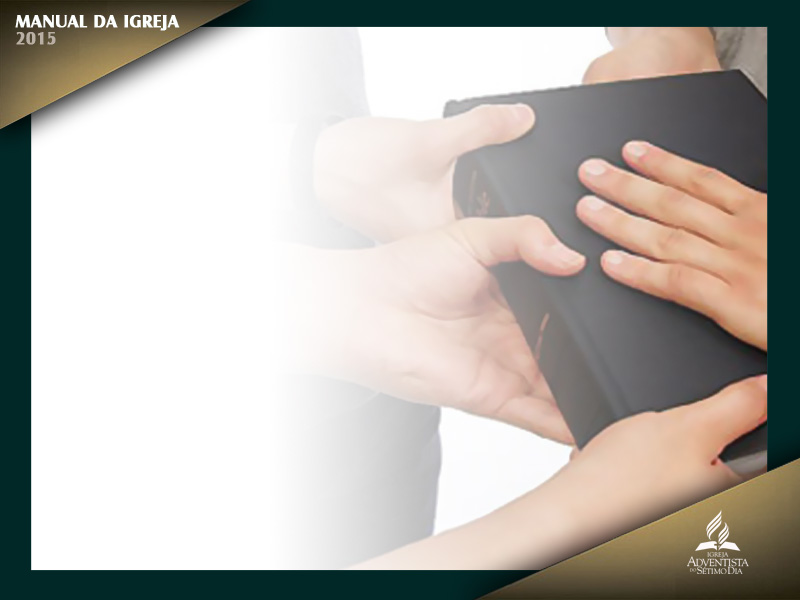 MANUAL DA IGREJA
2015
IGREJA
ADVENTISTA
DO SÉTIMO DIA